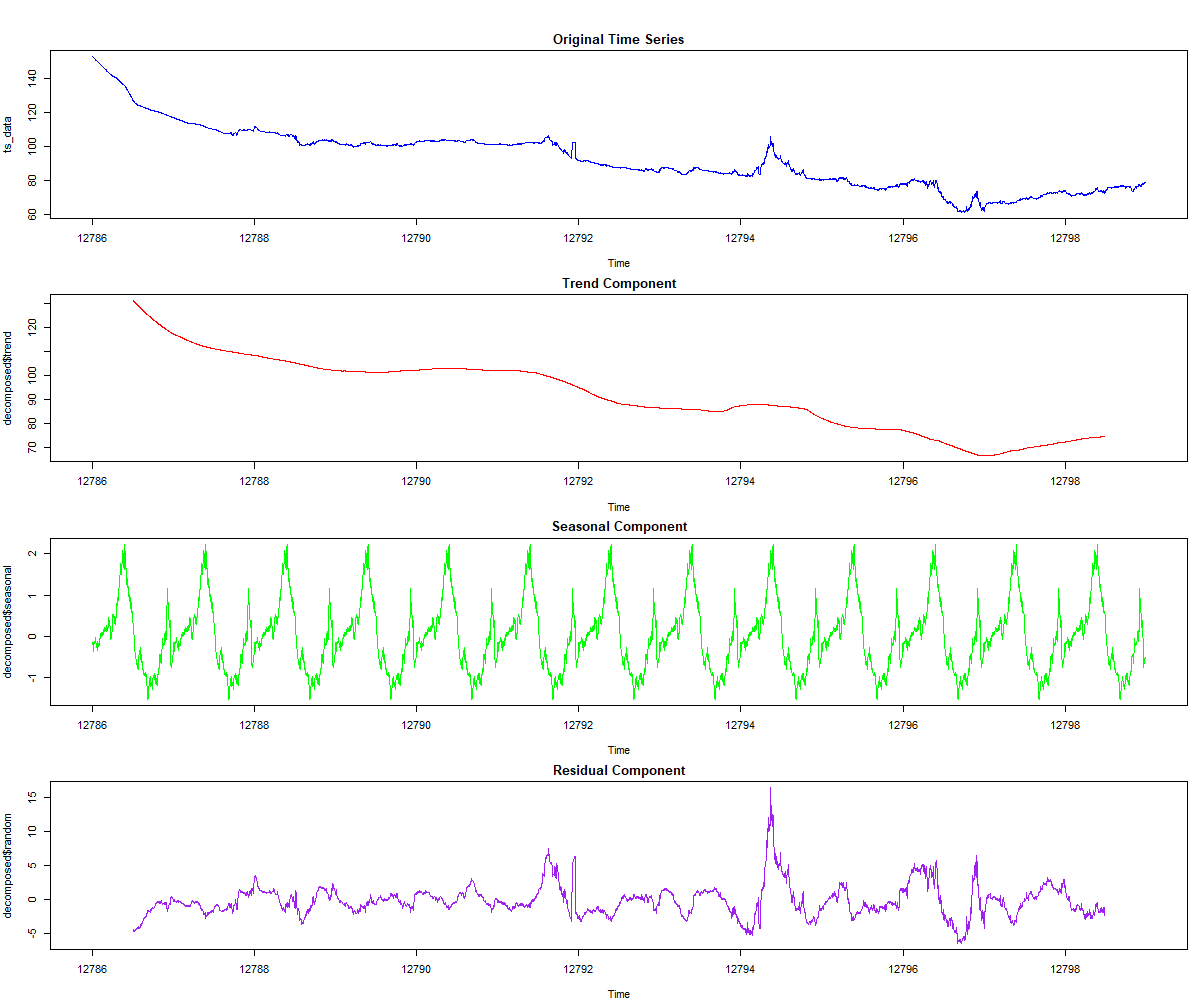 Original Time Series
ts_data
60 80 100 120 140
12786 12788 12790 12792 12794 12796 12798
Time
Trend Component
decomposed$trend
70 80 90 100 120
12786 12788 12790 12792 12794 12796 12798
Time
Seasonal Component
decomposed$seasonal
-1 0 1 2
12786 12788 12790 12792 12794 12796 12798
Time
Residual Component
decomposed$random
-5 0 5 10 15
12786 12788 12790 12792 12794 12796 12798
Time